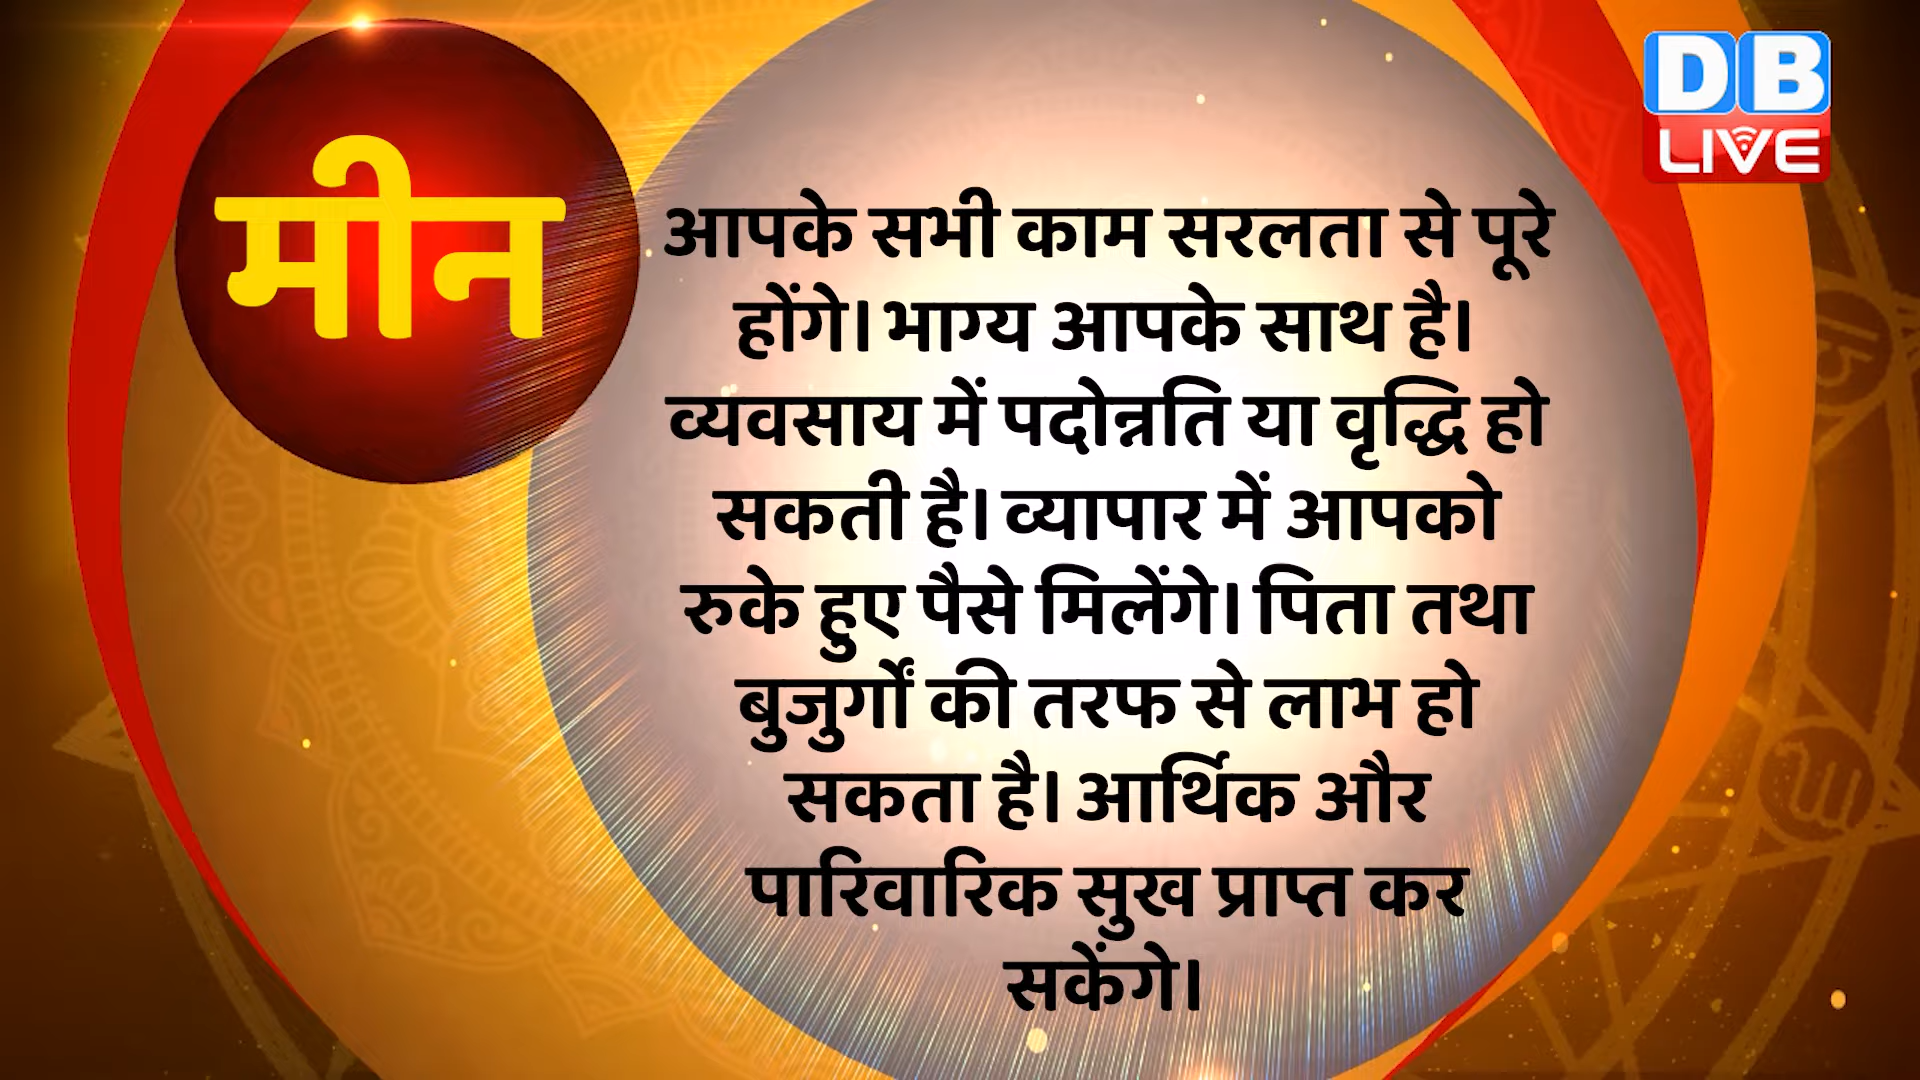 मीन
DB
LIVE
आपके सभी काम सरलता से पूरे
होंगे। भाग्य आपके साथ है।
व्यवसाय में पदोन्नति या वृद्धि हो
सकती है। व्यापार में आपको
रुके हुए पैसे मिलेंगे। पिता तथा
बुजुर्गों की तरफ से लाभ हो
सकता है। आर्थिक और
पारिवारिक सुख प्राप्त कर
सकेंगे।